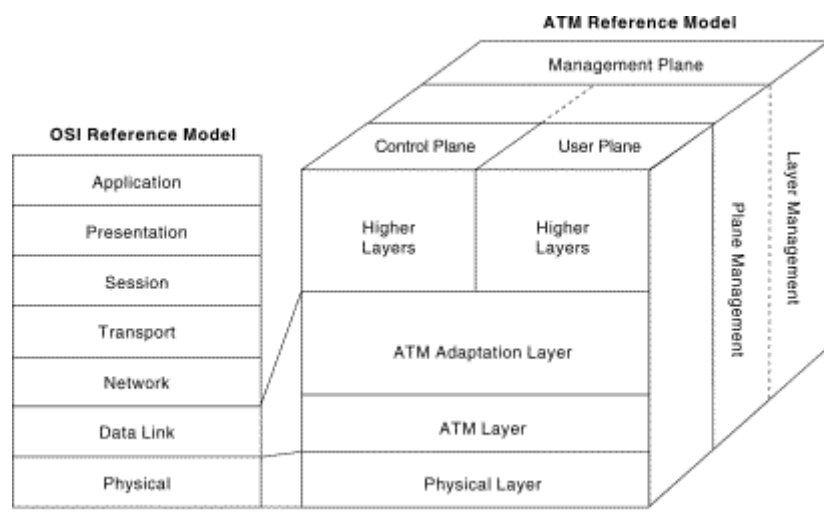 ATM Reference Model
Management Plane
OSI Reference Model
Control Plane
User Plane
Application
Presentation
Session
Transport
Network
Data Link
Physical
Higher
Layers
Higher
Layers
ATM Adaptation Layer
ATM Layer
Physical Layer
Plane Management
Layer Management